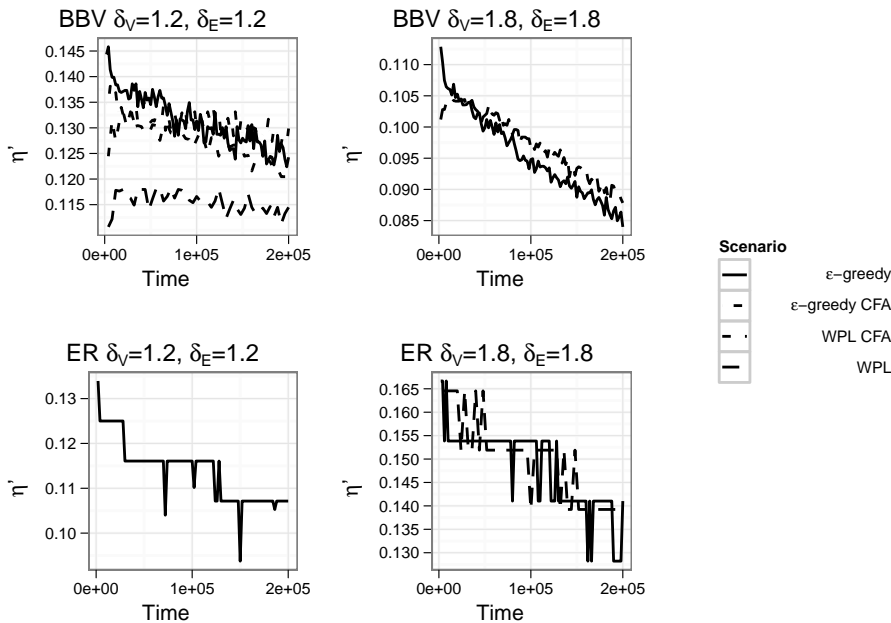 BBV δV=1.2, δE=1.2
0.145
0.140
0.135
0.130
0.125
0.120
0.115
η'
0e+00 1e+05 2e+05
Time
BBV δV=1.8, δE=1.8
0.110
0.105
0.100
0.095
0.090
0.085
η'
0e+00 1e+05 2e+05
Time
ER δV=1.2, δE=1.2
0.13
0.12
0.11
0.10
η'
0e+00 1e+05 2e+05
Time
ER δV=1.8, δE=1.8
0.165
0.160
0.155
0.150
0.145
0.140
0.135
0.130
η'
0e+00 1e+05 2e+05
Time
Scenario
ε−greedy
ε−greedy CFA
WPL CFA
WPL